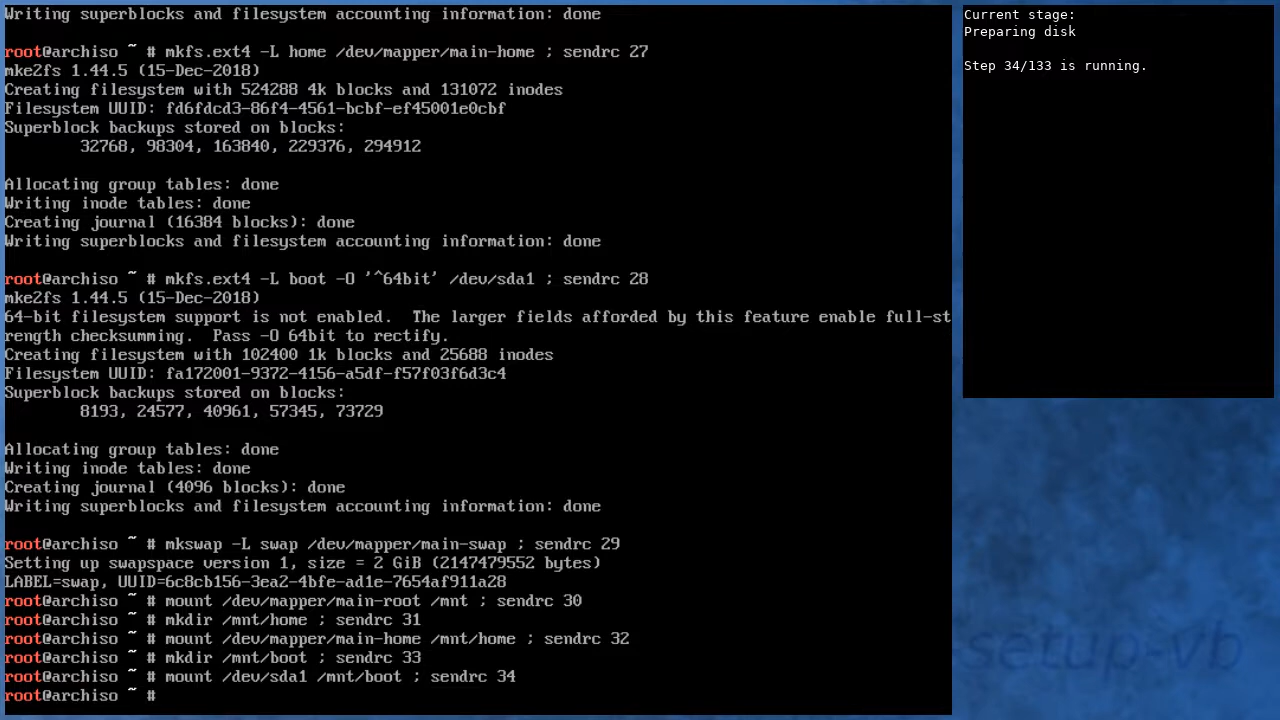 Writing superblocks and filesystem accounting information: done
root@archiso ~ # mkfs.ext4 -L home /dev/mapper/main-home ; sendrc 27
mke2fs 1.44.5 (15-Dec-2018)
Creating filesystem with 524288 4k blocks and 131072 inodes
Filesystem UUID: fd6fdcd3-86f4-4561-bcbf-ef45001e0cbf
Superblock backups stored on blocks:
        32768, 98304, 163840, 229376, 294912
Allocating group tables: done
Writing inode tables: done
Creating journal (16384 blocks): done
Writing superblocks and filesystem accounting information: done
root@archiso ~ # mkfs.ext4 -L boot -O '^64bit' /dev/sda1 ; sendrc 28
mke2fs 1.44.5 (15-Dec-2018)
64-bit filesystem support is not enabled.  The larger fields afforded by this feature enable full-st
rength checksumming.  Pass -O 64bit to rectify.
Creating filesystem with 102400 1k blocks and 25688 inodes
Filesystem UUID: fa172001-9372-4156-a5df-f57f03f6d3c4
Superblock backups stored on blocks:
        8193, 24577, 40961, 57345, 73729
Allocating group tables: done
Writing inode tables: done
Creating journal (4096 blocks): done
Writing superblocks and filesystem accounting information: done
root@archiso ~ # mkswap -L swap /dev/mapper/main-swap ; sendrc 29
Setting up swapspace version 1, size = 2 GiB (2147479552 bytes)
LABEL=swap, UUID=6c8cb156-3ea2-4bfe-ad1e-7654af911a28
root@archiso ~ # mount /dev/mapper/main-root /mnt ; sendrc 30
root@archiso ~ # mkdir /mnt/home ; sendrc 31
root@archiso ~ # mount /dev/mapper/main-home /mnt/home ; sendrc 32
root@archiso ~ # mkdir /mnt/boot ; sendrc 33
root@archiso ~ # mount /dev/sda1 /mnt/boot ; sendrc 34
root@archiso ~ #
Current stage:
Preparing disk
Step 34/133 is running.
setup-vb